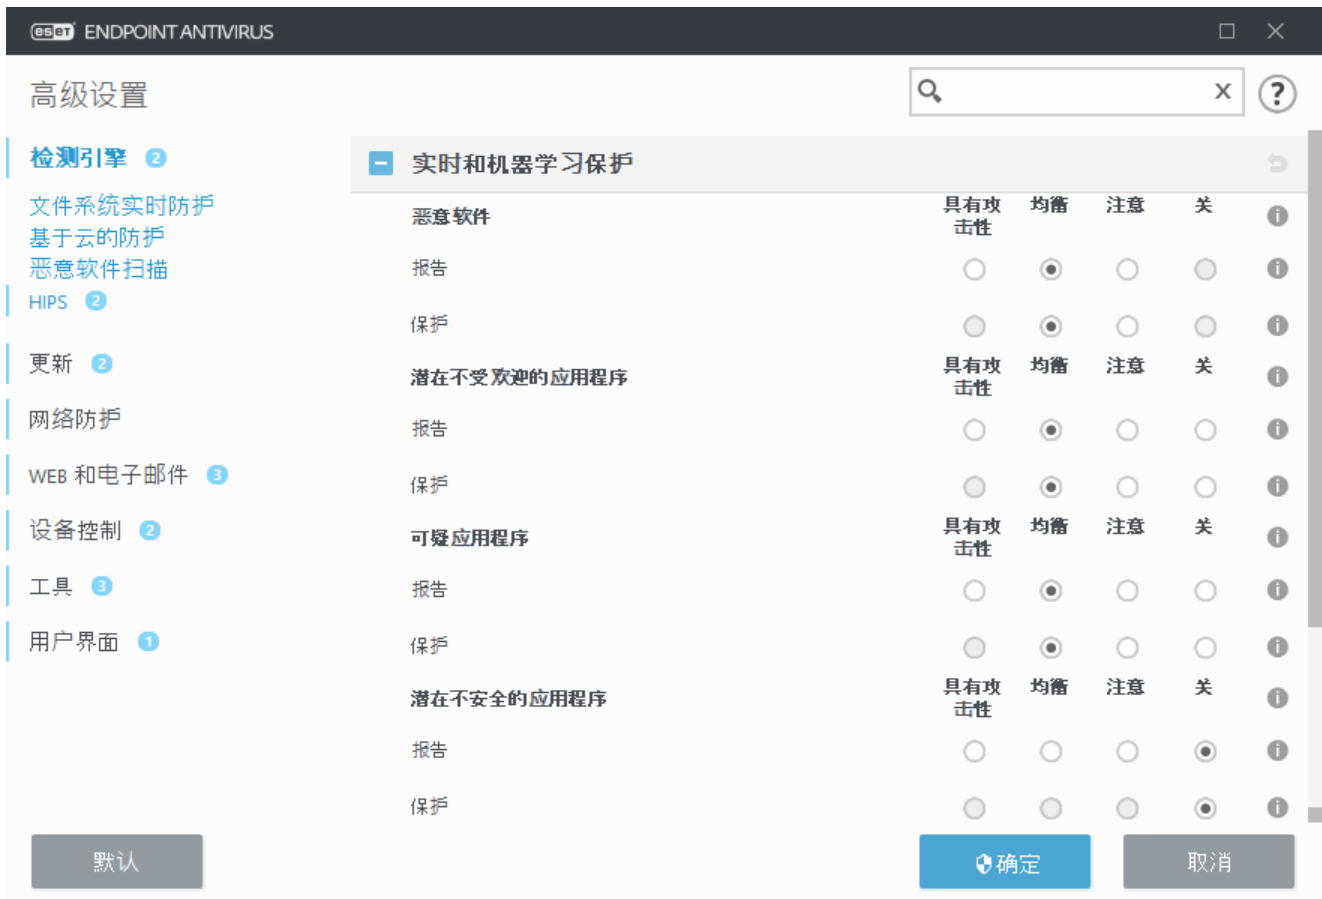 eset ENDPOINT ANTIVIRUS
高级设置
x
?
检测引擎 2
文件系统实时防护
基于云的防护
恶意软件扫描
HIPS 2
更新 2
网络防护
WEB 和电子邮件 3
设备控制 2
工具 3
用户界面 1
实时和机器学习保护
恶意软件 具有攻击性 均衡 注意 关
报告
保护
潜在不受欢迎的应用程序 具有攻击性 均衡 注意 关
报告
保护
可疑应用程序 具有攻击性 均衡 注意 关
报告
保护
潜在不安全的应用程序 具有攻击性 均衡 注意 关
报告
保护
默认 确定 取消